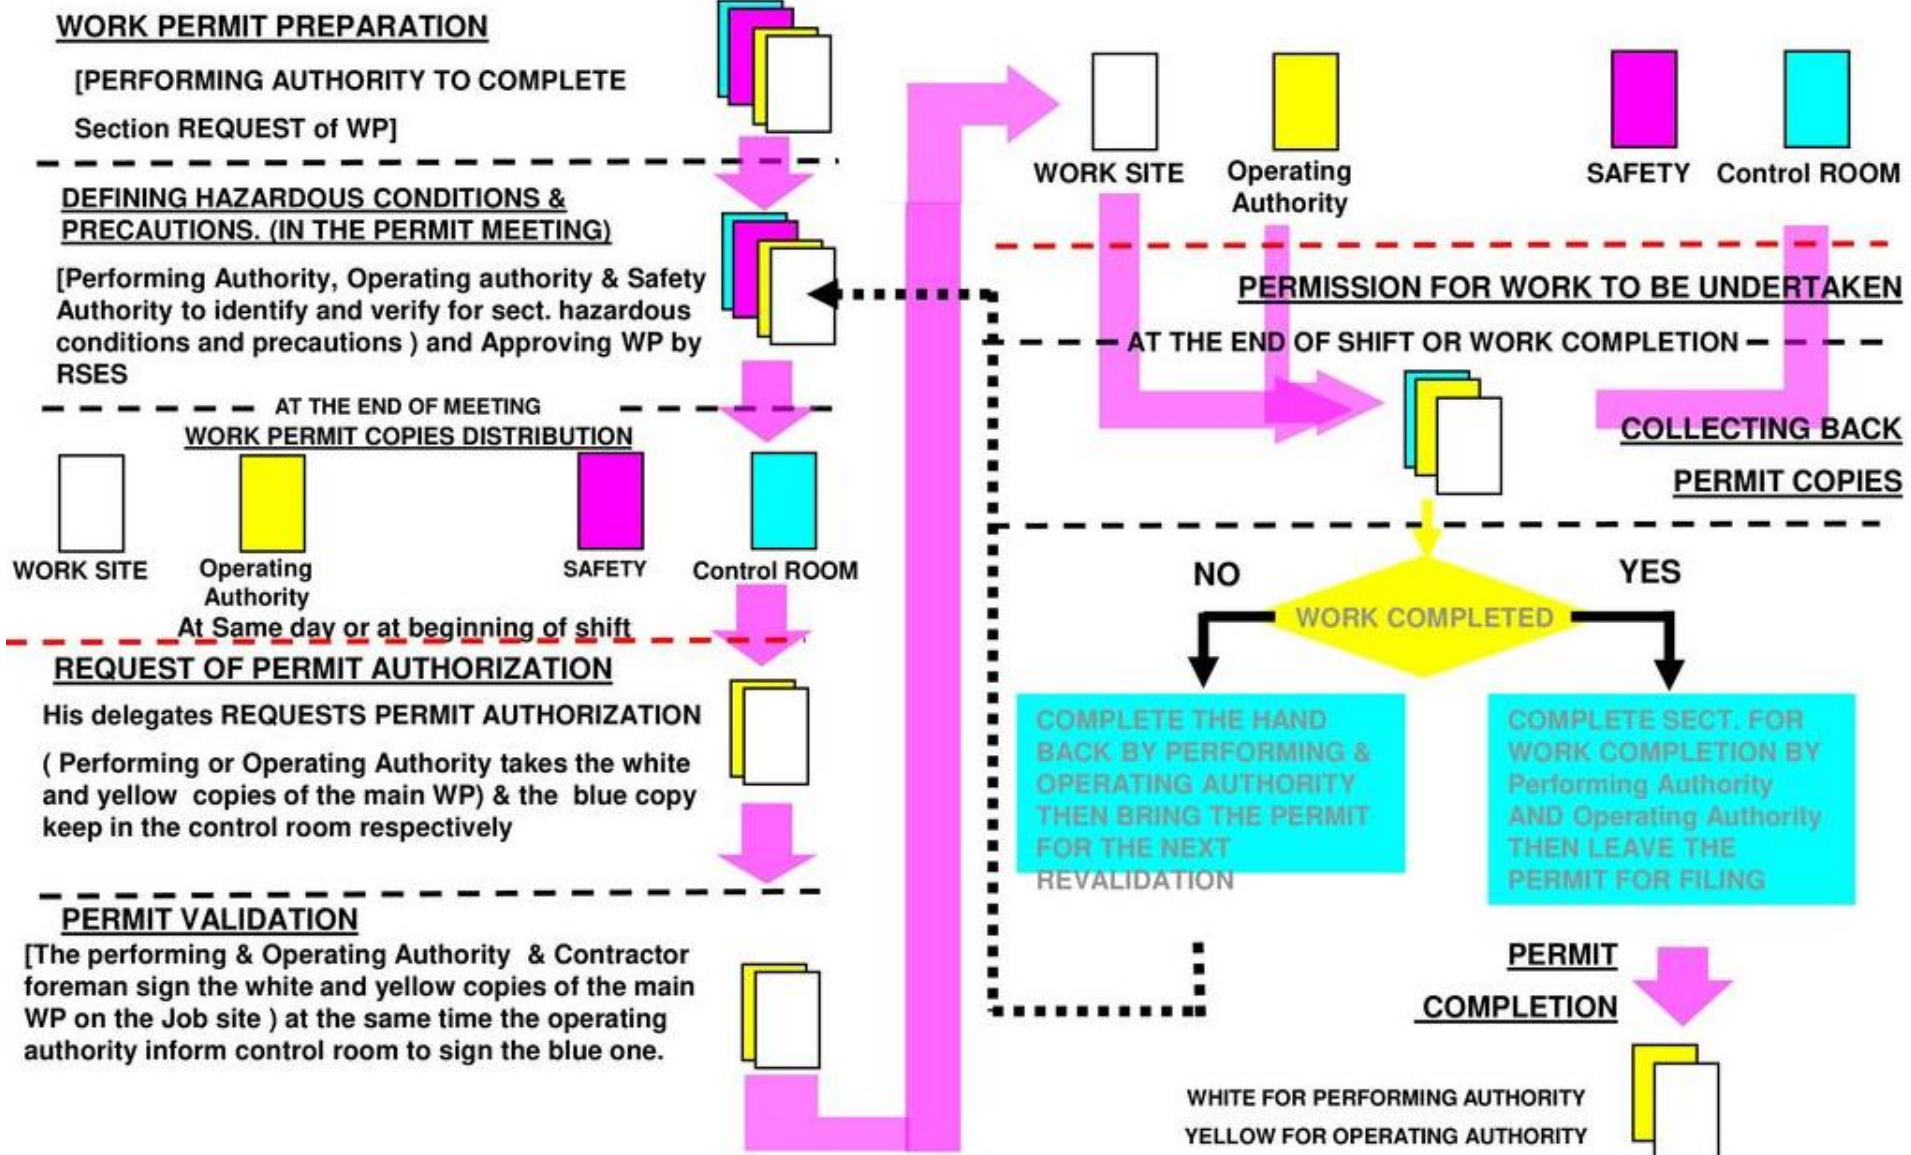 WORK PERMIT PREPARATION
[PERFORMING AUTHORITY TO COMPLETE
Section REQUEST of WP]
DEFINING HAZARDOUS CONDITIONS &
PRECAUTIONS. (IN THE PERMIT MEETING)
[Performing Authority, Operating authority & Safety
Authority to identify and verify for sect. hazardous
conditions and precautions ) and Approving WP by
RSES
AT THE END OF MEETING
WORK PERMIT COPIES DISTRIBUTION
WORK SITE
Operating
Authority
SAFETY
Control ROOM
At Same day or at beginning of shift
REQUEST OF PERMIT AUTHORIZATION
His delegates REQUESTS PERMIT AUTHORIZATION
( Performing or Operating Authority takes the white
and yellow copies of the main WP) & the blue copy
keep in the control room respectively
PERMIT VALIDATION
[The performing & Operating Authority & Contractor
foreman sign the white and yellow copies of the main
WP on the Job site ) at the same time the operating
authority inform control room to sign the blue one.
WORK SITE
Operating
Authority
SAFETY
Control ROOM
PERMISSION FOR WORK TO BE UNDERTAKEN
AT THE END OF SHIFT OR WORK COMPLETION
COLLECTING BACK
PERMIT COPIES
NO
YES
WORK COMPLETED
COMPLETE THE HAND
BACK BY PERFORMING &
OPERATING AUTHORITY
THEN BRING THE PERMIT
FOR THE NEXT
REVALIDATION
COMPLETE SECT. FOR
WORK COMPLETION BY
Performing Authority
AND Operating Authority
THEN LEAVE THE
PERMIT FOR FILING
PERMIT
COMPLETION
WHITE FOR PERFORMING AUTHORITY
YELLOW FOR OPERATING AUTHORITY